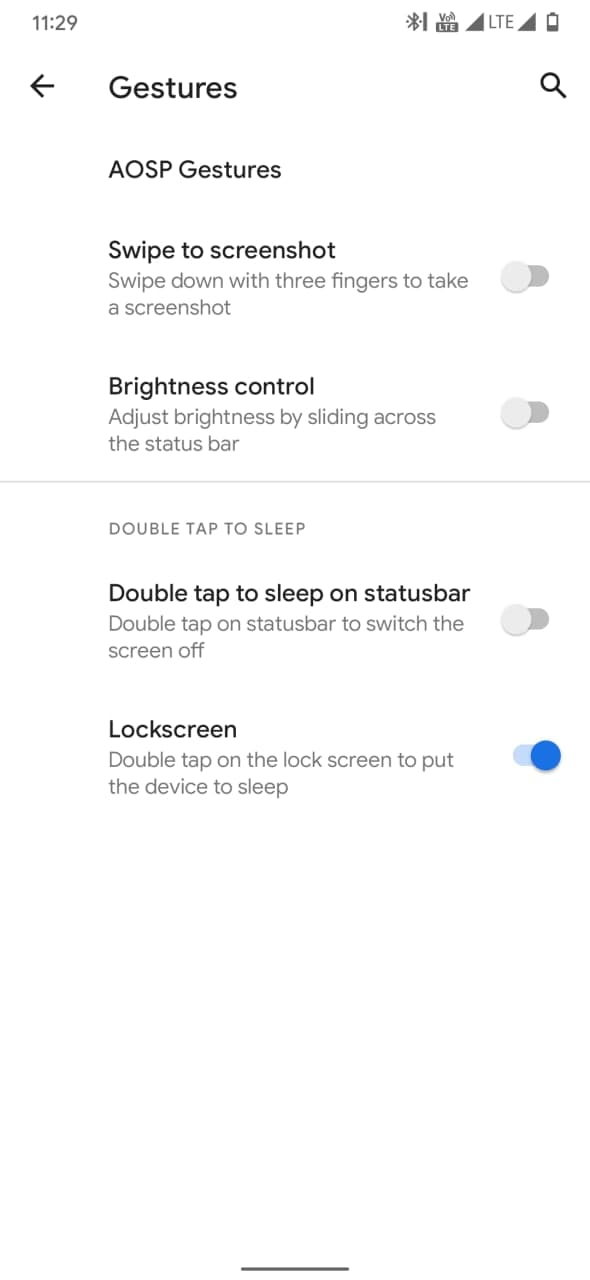 11:29
Vo)) LTE LTE
Gestures
AOSP Gestures
Swipe to screenshot
Swipe down with three fingers to take
a screenshot
Brightness control
Adjust brightness by sliding across
the status bar
DOUBLE TAP TO SLEEP
Double tap to sleep on statusbar
Double tap on statusbar to switch the
screen off
Lockscreen
Double tap on the lock screen to put
the device to sleep